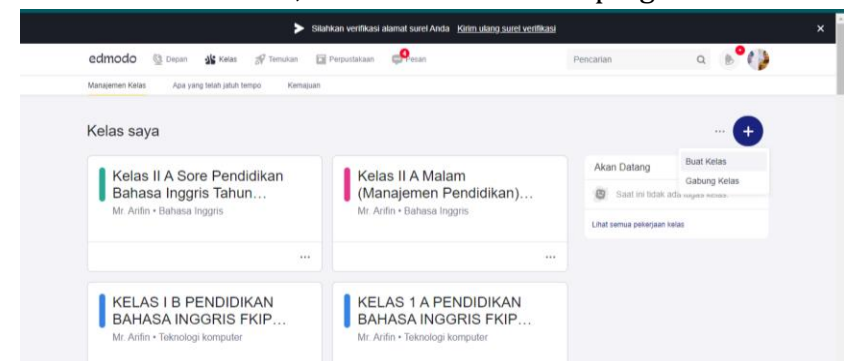 Silahkan verifikasi alamat surel Anda Kirim ulang surel verifikasi ×
edmodo Depan Kelas Temukan Perpustakaan Pesan Pencarian
Manajemen Kelas Apa yang telah jatuh tempo Kemajuan
Kelas saya ... +
Buat Kelas
Gabung Kelas
Kelas II A Sore Pendidikan
Bahasa Inggris Tahun...
Mr. Arifin • Bahasa Inggris
...
Kelas II A Malam
(Manajemen Pendidikan)...
Mr. Arifin • Bahasa Inggris
...
Akan Datang
Saat ini tidak ada tugas kelas.
Lihat semua pekerjaan kelas
KELAS I B PENDIDIKAN
BAHASA INGGRIS FKIP...
Mr. Arifin • Teknologi komputer
KELAS 1 A PENDIDIKAN
BAHASA INGGRIS FKIP...
Mr. Arifin • Teknologi komputer